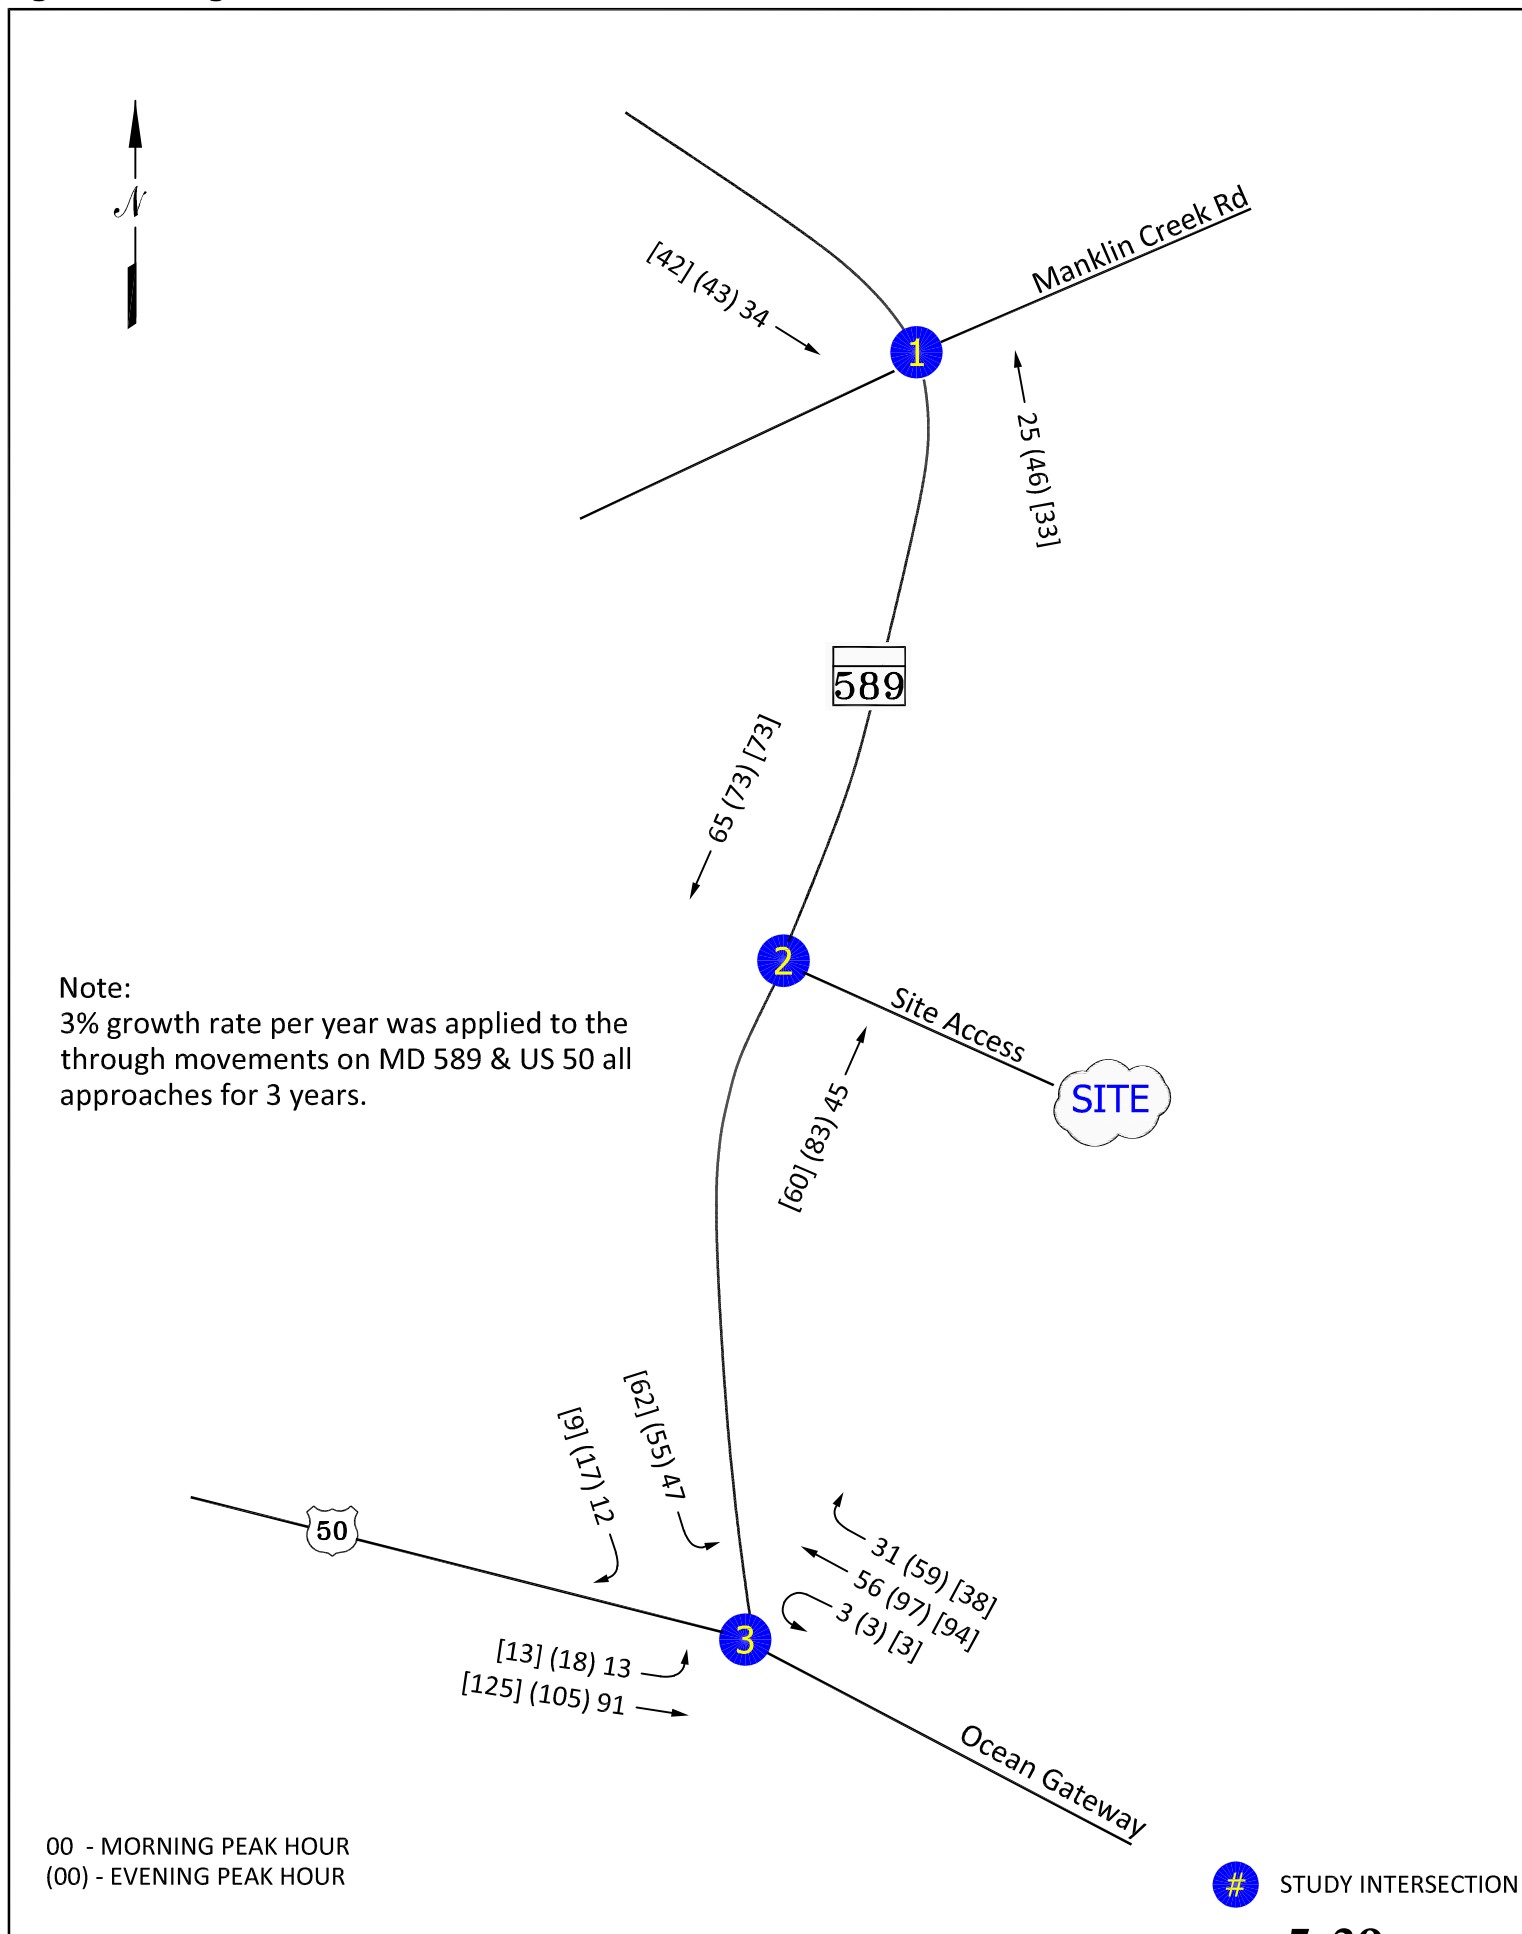 N
Manklin Creek Rd
[42] (43) 34
1
25 (46) [33]
589
65 (73) [73]
2
Site Access
SITE
Note:
3% growth rate per year was applied to the
through movements on MD 589 & US 50 all
approaches for 3 years.
[60] (83) 45
[62] (55) 47
[9] (17) 12
50
31 (59) [38]
56 (97) [94]
3 (3) [3]
3
[13] (18) 13
[125] (105) 91
Ocean Gateway
00 - MORNING PEAK HOUR
(00) - EVENING PEAK HOUR
# STUDY INTERSECTION